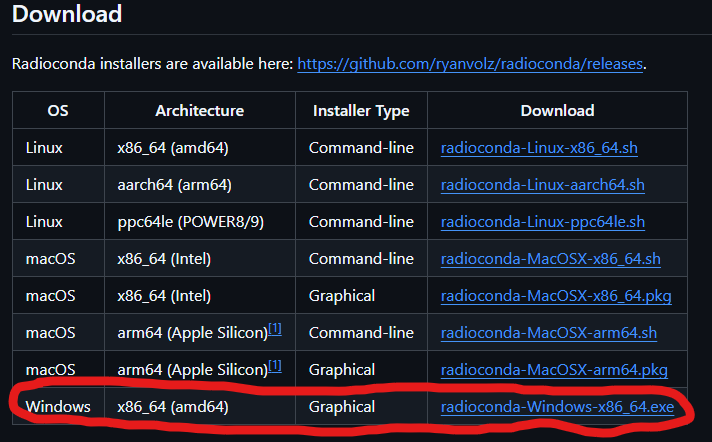 Download
Radioconda installers are available here: https://github.com/ryanvolz/radioconda/releases.
OS Architecture Installer Type Download
Linux x86_64 (amd64) Command-line radioconda-Linux-x86_64.sh
Linux aarch64 (arm64) Command-line radioconda-Linux-aarch64.sh
Linux ppc64le (POWER8/9) Command-line radioconda-Linux-ppc64le.sh
macOS x86_64 (Intel) Command-line radioconda-MacOSX-x86_64.sh
macOS x86_64 (Intel) Graphical radioconda-MacOSX-x86_64.pkg
macOS arm64 (Apple Silicon)[1] Command-line radioconda-MacOSX-arm64.sh
macOS arm64 (Apple Silicon)[1] Graphical radioconda-MacOSX-arm64.pkg
Windows x86_64 (amd64) Graphical radioconda-Windows-x86_64.exe